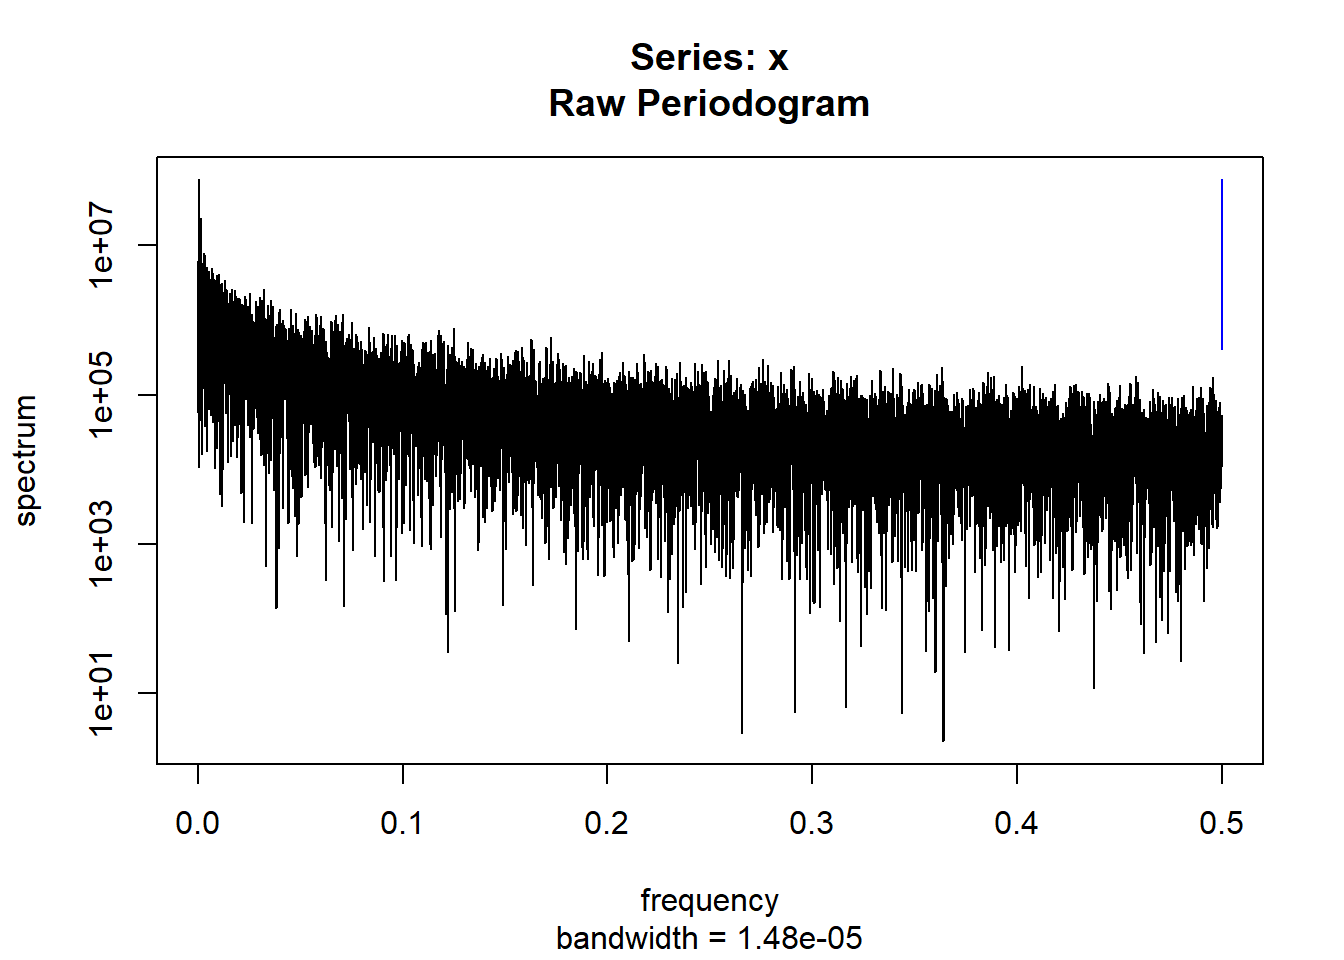 Series: x
Raw Periodogram
spectrum
1e+07
1e+05
1e+03
1e+01
0.0 0.1 0.2 0.3 0.4 0.5
frequency
bandwidth = 1.48e-05